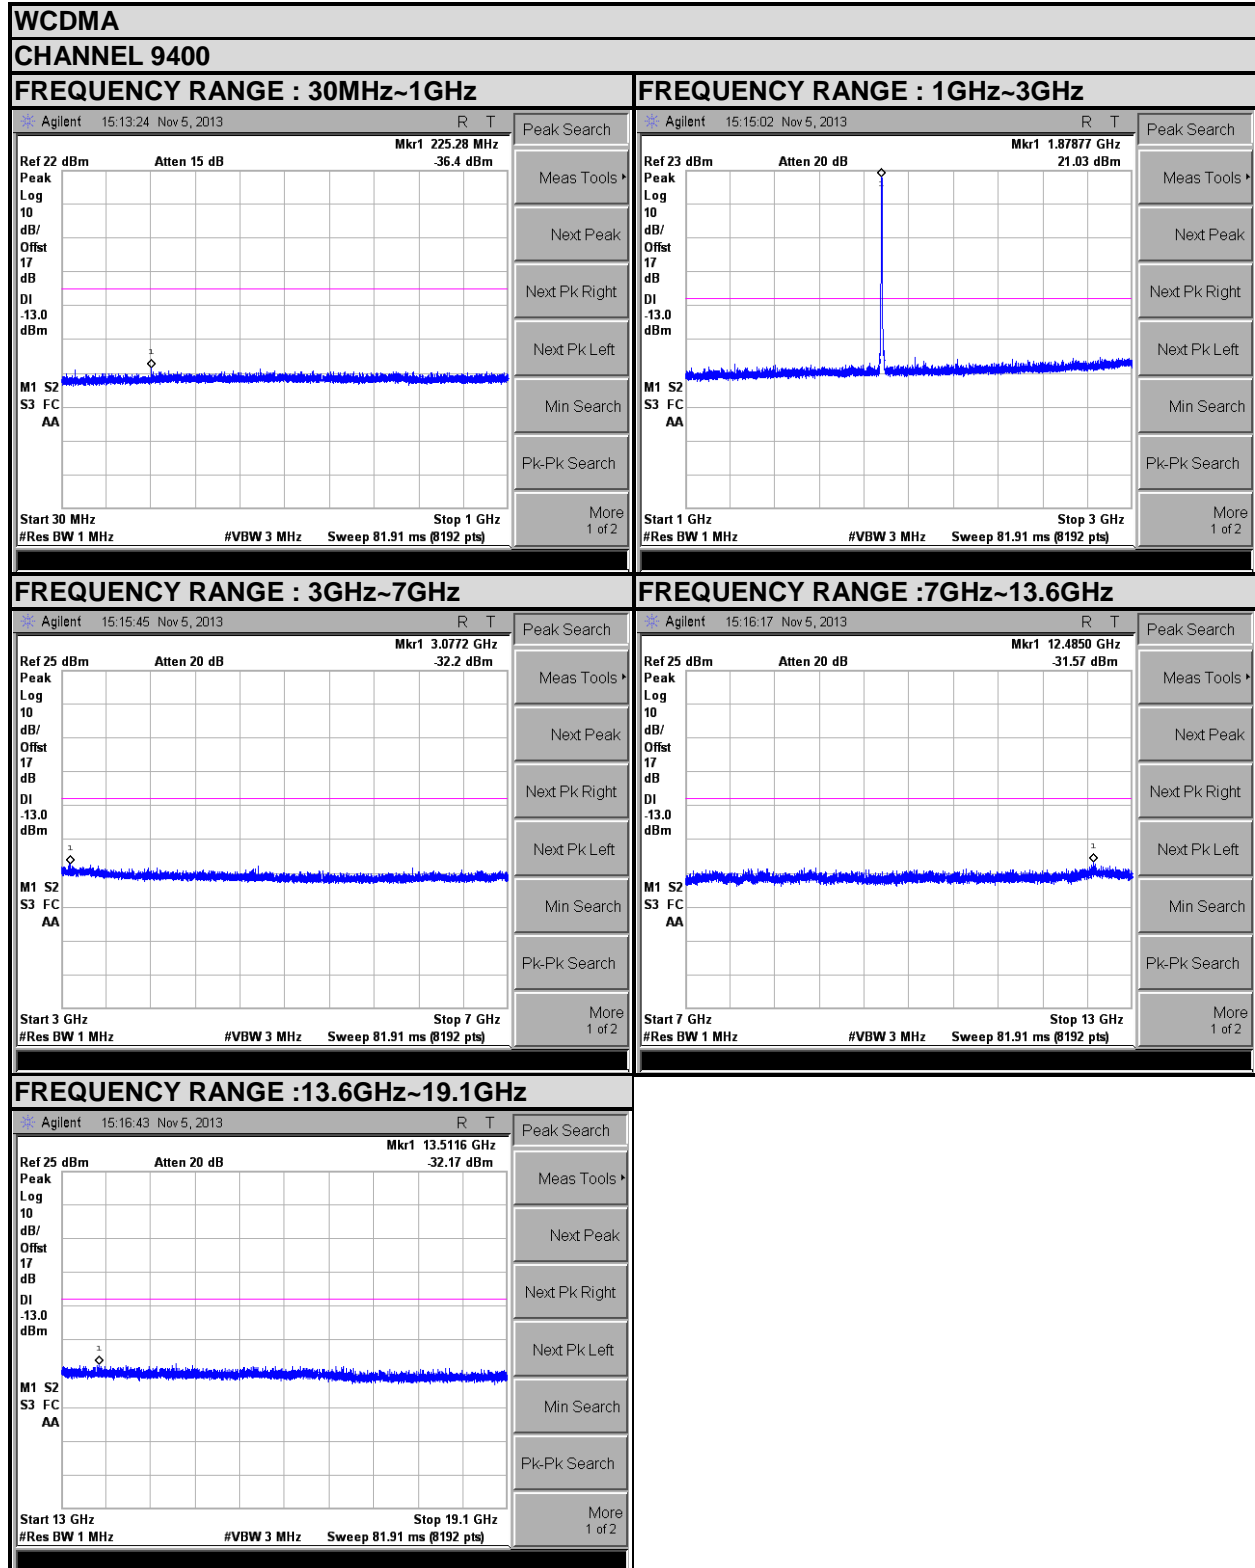 WCDMA
CHANNEL 9400
FREQUENCY RANGE : 30MHz~1GHz
Agilent 15:13:24 Nov 5, 2013 R T
Mkr1 225.28 MHz
Ref 22 dBm Atten 15 dB -36.4 dBm
Peak
Log
10
dB/
Offst
17
dB
DI
-13.0
dBm
1
M1 S2
S3 FC
AA
Start 30 MHz Stop 1 GHz
#Res BW 1 MHz #VBW 3 MHz Sweep 81.91 ms (8192 pts)
Peak Search
Meas Tools
Next Peak
Next Pk Right
Next Pk Left
Min Search
Pk-Pk Search
More
1 of 2
FREQUENCY RANGE : 1GHz~3GHz
Agilent 15:15:02 Nov 5, 2013 R T
Mkr1 1.87877 GHz
Ref 23 dBm Atten 20 dB 21.03 dBm
Peak
Log
10
dB/
Offst
17
dB
DI
-13.0
dBm
1
M1 S2
S3 FC
AA
Start 1 GHz Stop 3 GHz
#Res BW 1 MHz #VBW 3 MHz Sweep 81.91 ms (8192 pts)
Peak Search
Meas Tools
Next Peak
Next Pk Right
Next Pk Left
Min Search
Pk-Pk Search
More
1 of 2
FREQUENCY RANGE : 3GHz~7GHz
Agilent 15:15:45 Nov 5, 2013 R T
Mkr1 3.0772 GHz
Ref 25 dBm Atten 20 dB -32.2 dBm
Peak
Log
10
dB/
Offst
17
dB
DI
-13.0
dBm
1
M1 S2
S3 FC
AA
Start 3 GHz Stop 7 GHz
#Res BW 1 MHz #VBW 3 MHz Sweep 81.91 ms (8192 pts)
Peak Search
Meas Tools
Next Peak
Next Pk Right
Next Pk Left
Min Search
Pk-Pk Search
More
1 of 2
FREQUENCY RANGE :7GHz~13.6GHz
Agilent 15:16:17 Nov 5, 2013 R T
Mkr1 12.4850 GHz
Ref 25 dBm Atten 20 dB -31.57 dBm
Peak
Log
10
dB/
Offst
17
dB
DI
-13.0
dBm
1
M1 S2
S3 FC
AA
Start 7 GHz Stop 13 GHz
#Res BW 1 MHz #VBW 3 MHz Sweep 81.91 ms (8192 pts)
Peak Search
Meas Tools
Next Peak
Next Pk Right
Next Pk Left
Min Search
Pk-Pk Search
More
1 of 2
FREQUENCY RANGE :13.6GHz~19.1GHz
Agilent 15:16:43 Nov 5, 2013 R T
Mkr1 13.5116 GHz
Ref 25 dBm Atten 20 dB -32.17 dBm
Peak
Log
10
dB/
Offst
17
dB
DI
-13.0
dBm
1
M1 S2
S3 FC
AA
Start 13 GHz Stop 19.1 GHz
#Res BW 1 MHz #VBW 3 MHz Sweep 81.91 ms (8192 pts)
Peak Search
Meas Tools
Next Peak
Next Pk Right
Next Pk Left
Min Search
Pk-Pk Search
More
1 of 2